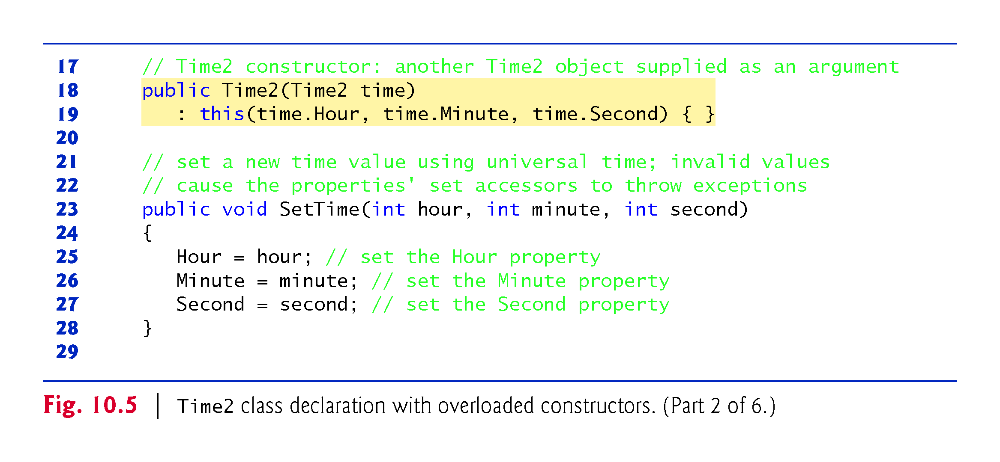 17 // Time2 constructor: another Time2 object supplied as an argument
18 public Time2(Time2 time)
19 : this(time.Hour, time.Minute, time.Second) { }
20
21 // set a new time value using universal time; invalid values
22 // cause the properties' set accessors to throw exceptions
23 public void SetTime(int hour, int minute, int second)
24 {
25 Hour = hour; // set the Hour property
26 Minute = minute; // set the Minute property
27 Second = second; // set the Second property
28 }
29
Fig. 10.5 | Time2 class declaration with overloaded constructors. (Part 2 of 6.)